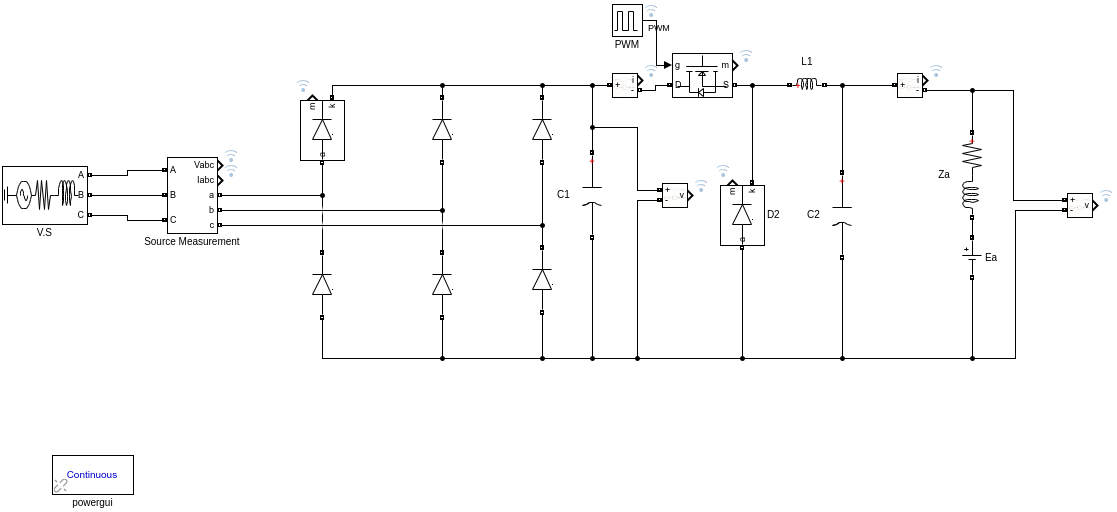 PWM
PWM
g
m
D
S
i
+
-
L1
i
+
-
m
k
a
A
B
C
V.S
A
B
C
Vabc
Iabc
a
b
c
Source Measurement
C1
+
-
v
m
k
a
D2
C2
Za
+
Ea
+
-
v
Continuous
powergui